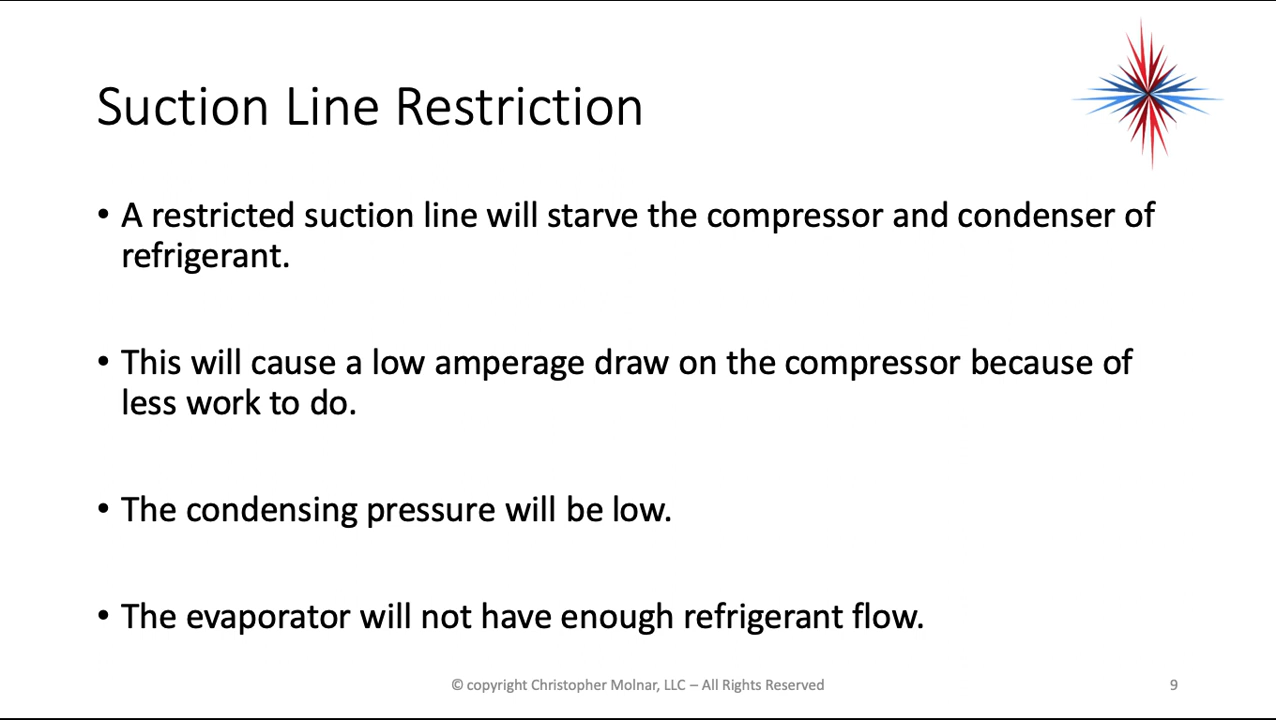 Suction Line Restriction
• A restricted suction line will starve the compressor and condenser of
refrigerant.
• This will cause a low amperage draw on the compressor because of
less work to do.
• The condensing pressure will be low.
• The evaporator will not have enough refrigerant flow.
© copyright Christopher Molnar, LLC – All Rights Reserved
9